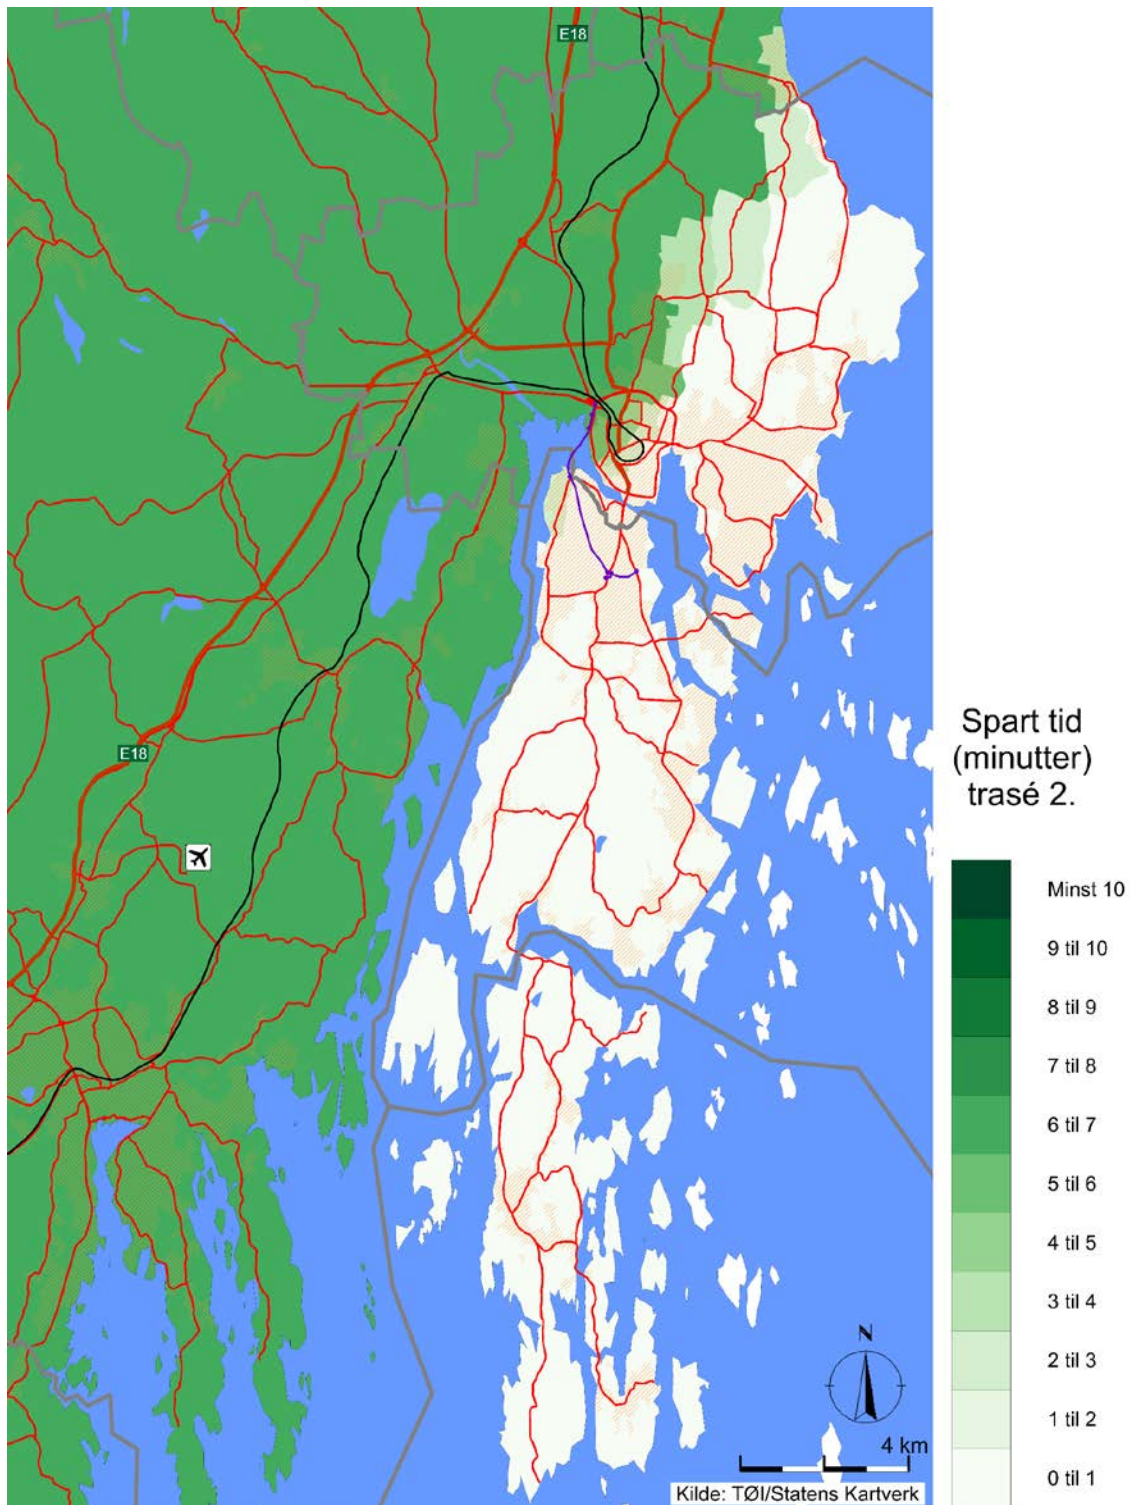 E18
E18
Spart tid
(minutter)
trasé 2.
Minst 10
9 til 10
8 til 9
7 til 8
6 til 7
5 til 6
4 til 5
3 til 4
2 til 3
1 til 2
0 til 1
N
4 km
Kilde: TØI/Statens Kartverk